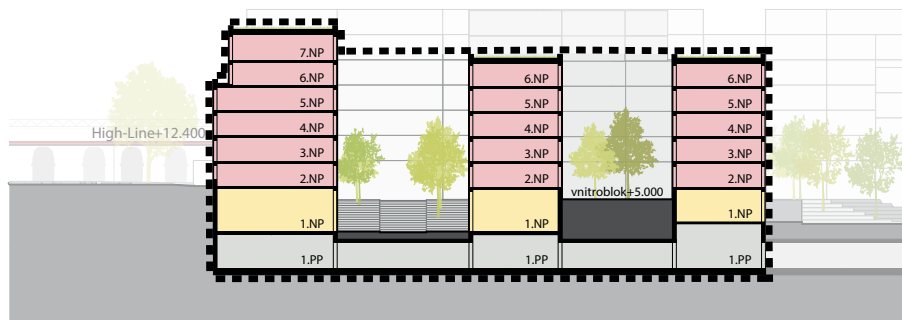 7.NP
6.NP 6.NP 6.NP
5.NP 5.NP 5.NP
High-Line+12.400 4.NP 4.NP 4.NP
3.NP 3.NP 3.NP
2.NP 2.NP 2.NP
vnitroblok+5.000
1.NP 1.NP 1.NP
1.PP 1.PP 1.PP